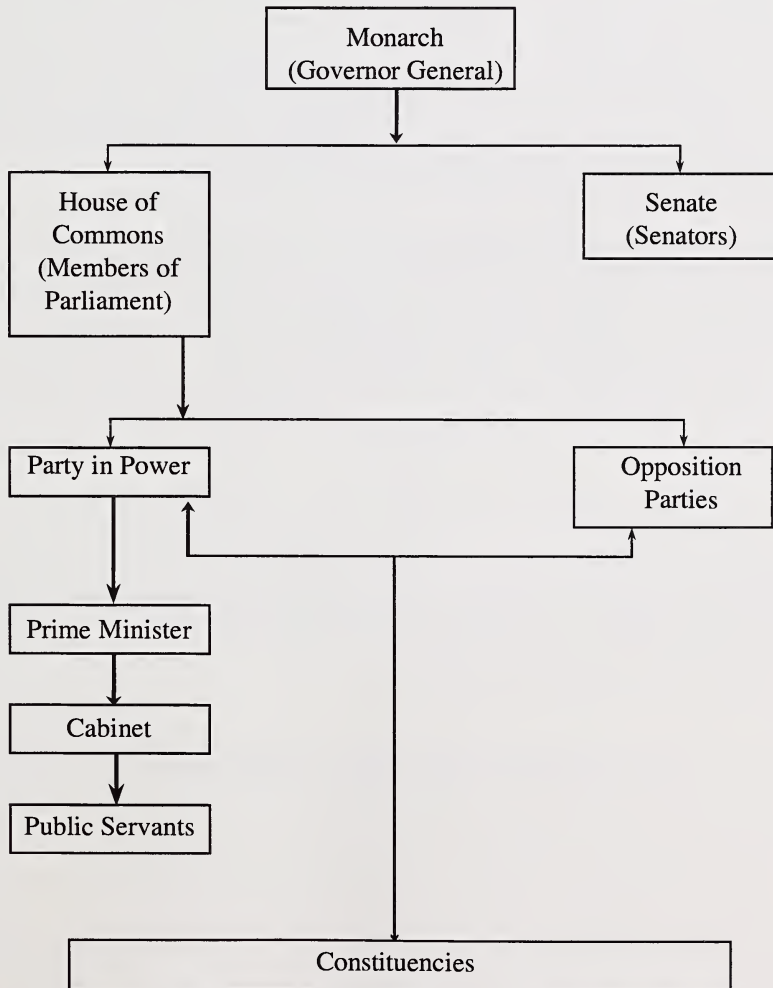 Monarch
(Governor General)
House of
Commons
(Members of
Parliament)
Senate
(Senators)
Party in Power
Opposition
Parties
Prime Minister
Cabinet
Public Servants
Constituencies